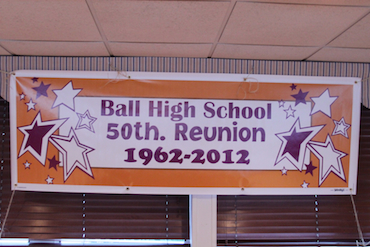 Ball High School
50th. Reunion
1962-2012